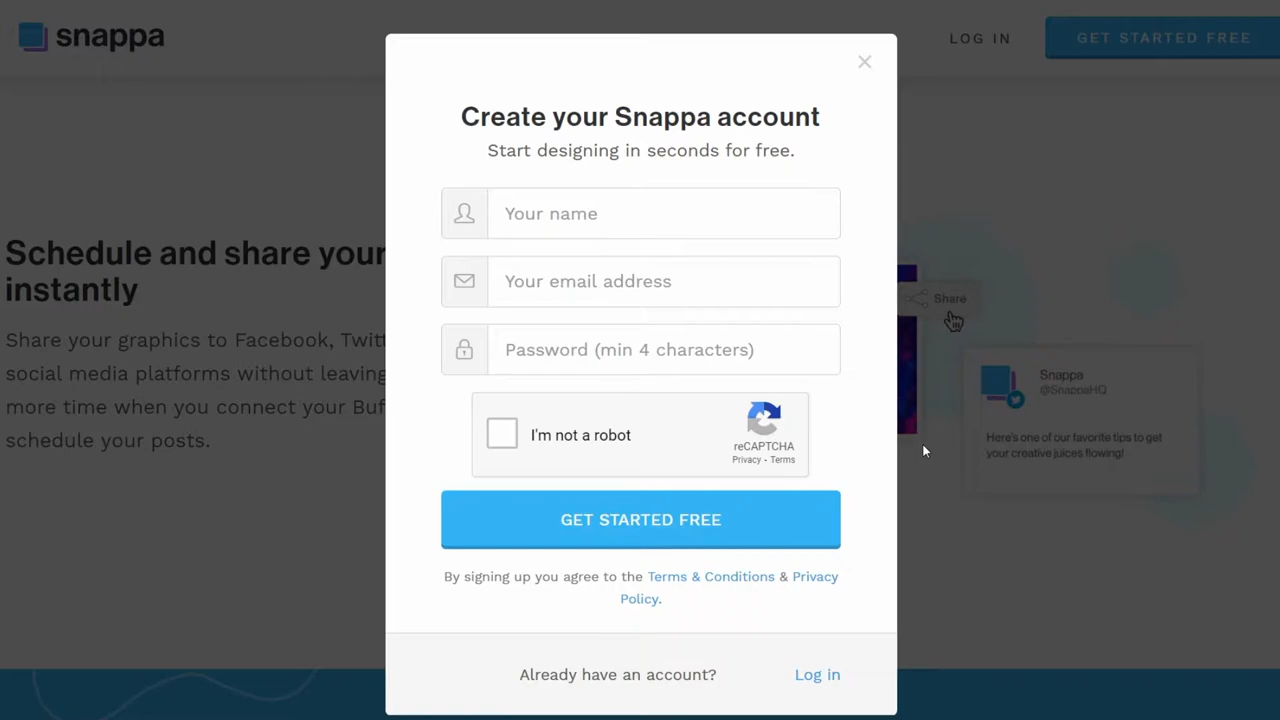 snappa
LOG IN
GET STARTED FREE
Create your Snappa account
Start designing in seconds for free.
Your name
Your email address
Password (min 4 characters)
I'm not a robot
reCAPTCHA
Privacy - Terms
GET STARTED FREE
By signing up you agree to the Terms & Conditions & Privacy
Policy.
Already have an account? Log in
Schedule and share your
instantly
Share your graphics to Facebook, Twit
social media platforms without leaving
more time when you connect your Buf
schedule your posts.
Share
Snappa
@SnappaHQ
Here's one of our favorite tips to get
your creative juices flowing!